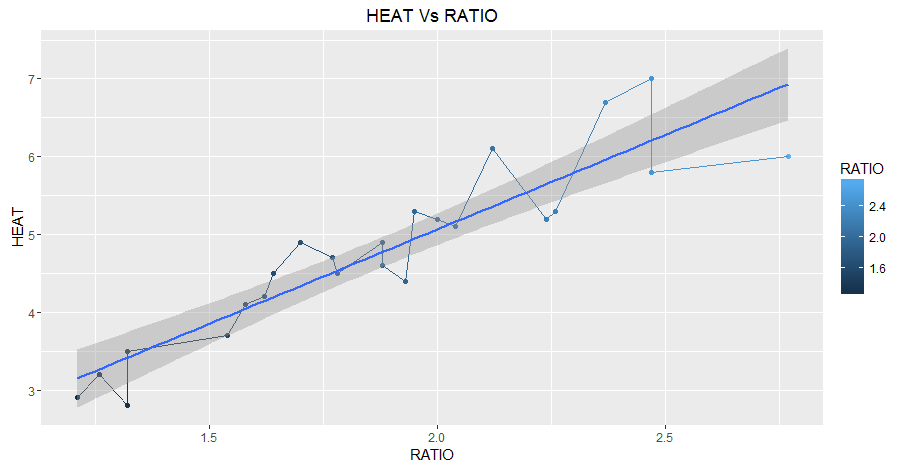 HEAT Vs RATIO
HEAT
7
6
5
4
3
1.5
2.0
2.5
RATIO
RATIO
2.4
2.0
1.6